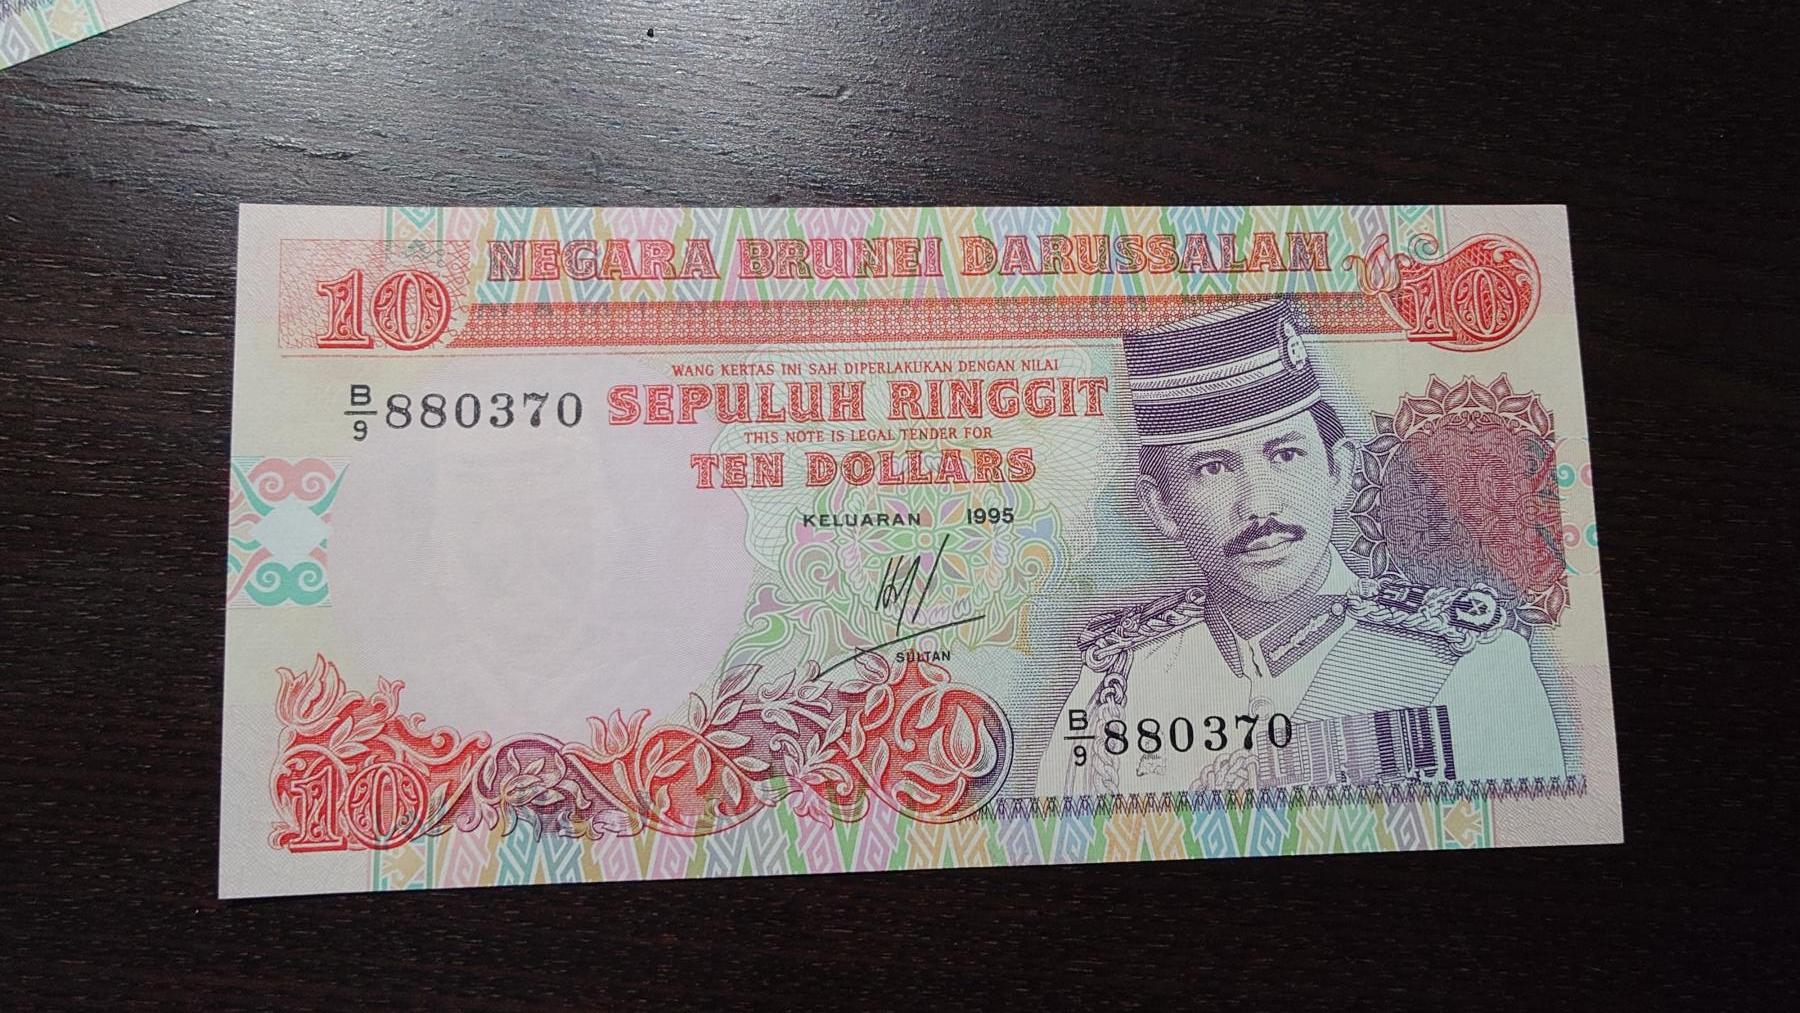 NEGARA BRUNEI DARUSSALAM
10
10
WANG KERTAS INI SAH DIPERLAKUKAN DENGAN NILAI
SEPULUH RINGGIT
THIS NOTE IS LEGAL TENDER FOR
TEN DOLLARS
B/9 880370
KELUARAN 1995
SULTAN
B/9 880370
10